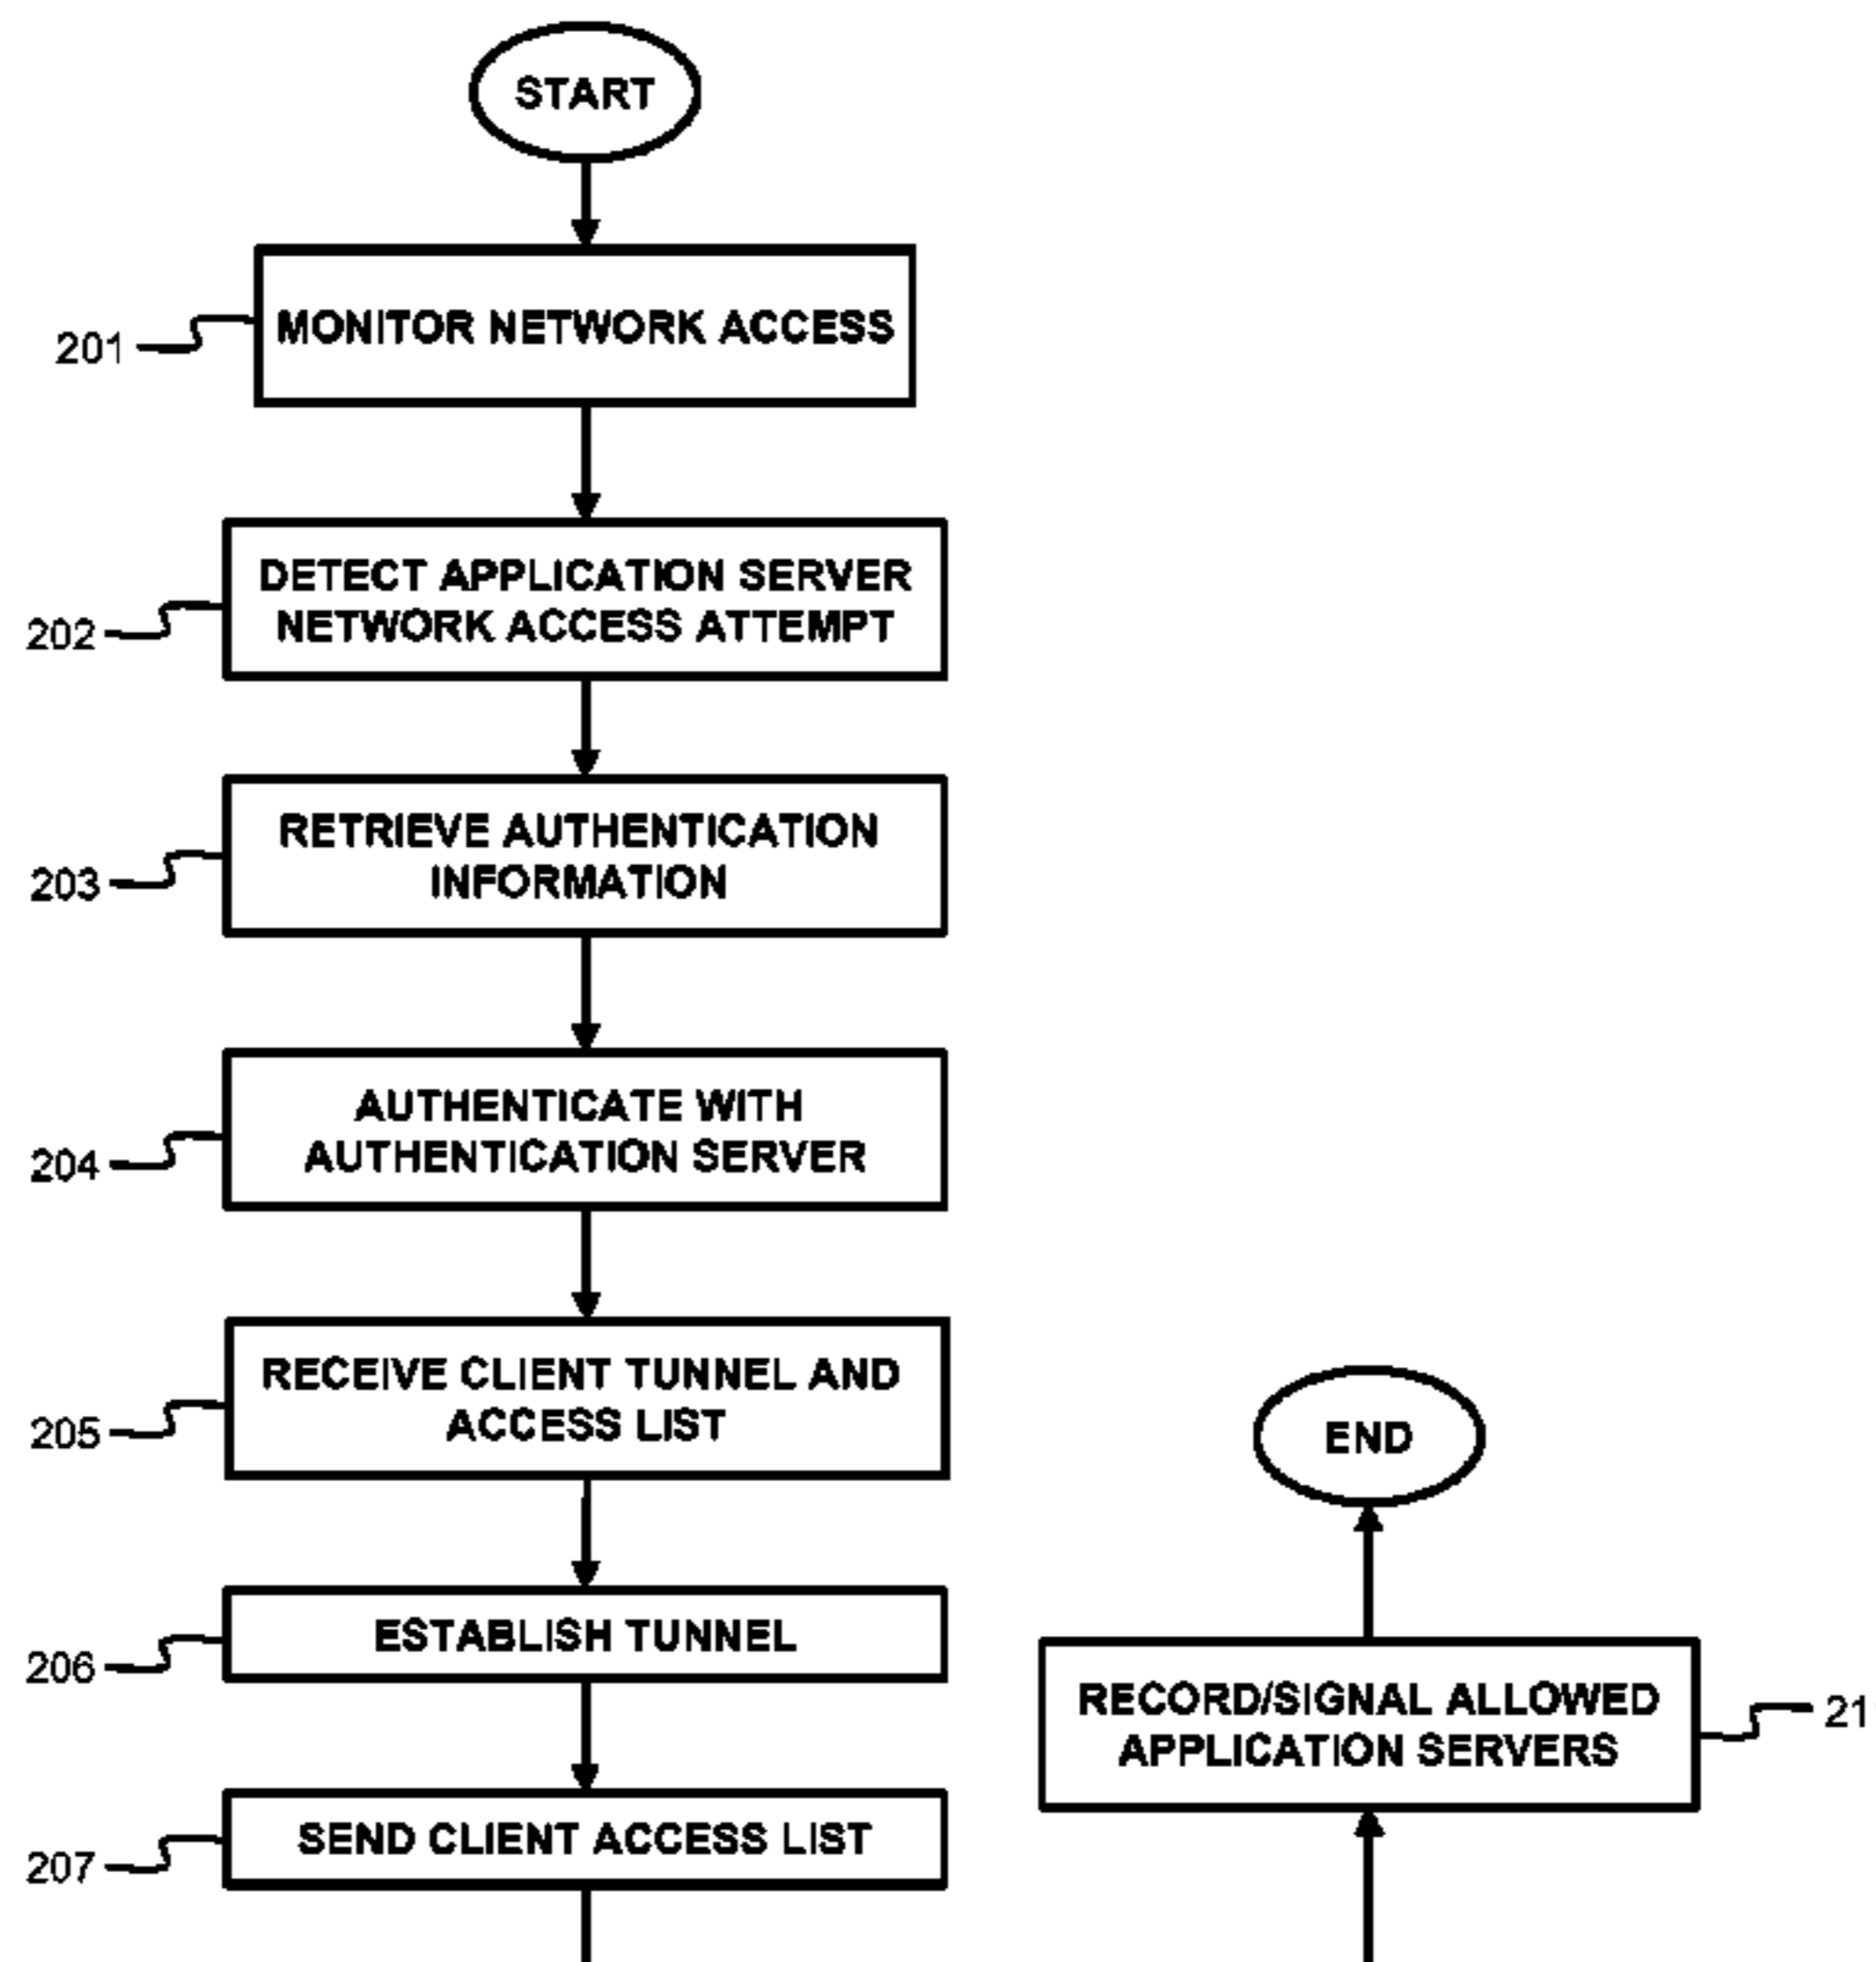 START
MONITOR NETWORK ACCESS
201
DETECT APPLICATION SERVER
NETWORK ACCESS ATTEMPT
202
RETRIEVE AUTHENTICATION
INFORMATION
203
AUTHENTICATE WITH
AUTHENTICATION SERVER
204
RECEIVE CLIENT TUNNEL AND
ACCESS LIST
205
ESTABLISH TUNNEL
206
SEND CLIENT ACCESS LIST
207
END
RECORD/SIGNAL ALLOWED
APPLICATION SERVERS
21